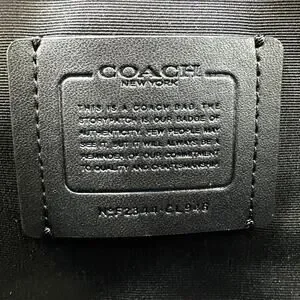 COACH
NEW YORK
THIS IS A COACH BAG. THE
STORYPATCH IS OUR BADGE OF
AUTHENTICITY. FEW PEOPLE MAY
SEE IT, BUT IT WILL ALWAYS BE A
REMINDER OF OUR COMMITMENT
TO QUALITY AND CRAFTSMANSHIP.